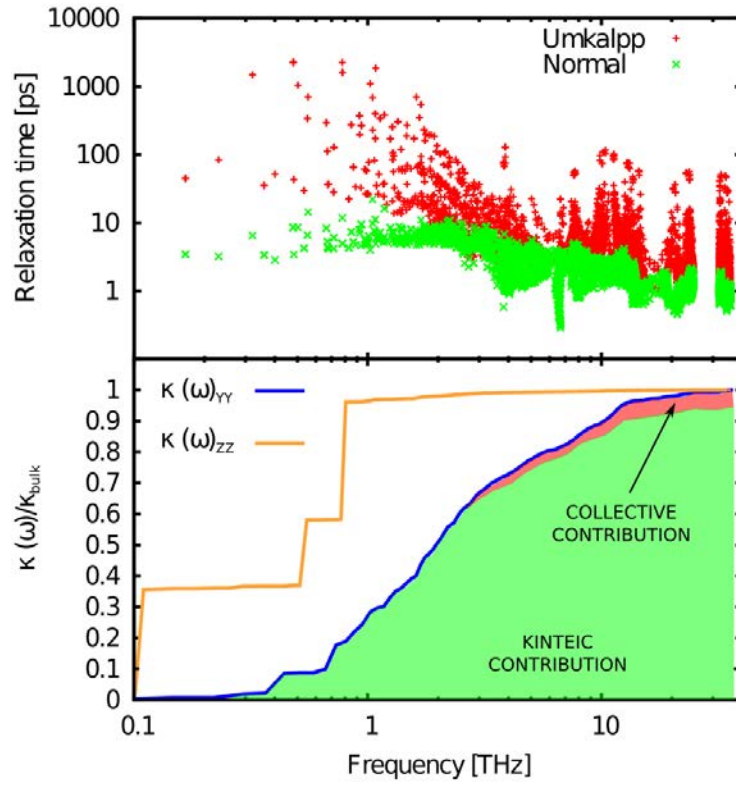 10000
1000
100
10
1
Relaxation time [ps]
Umkalpp
Normal
1
0.9
0.8
0.7
0.6
0.5
0.4
0.3
0.2
0.1
0
κ (ω)/κbulk
κ (ω)YY
κ (ω)ZZ
COLLECTIVE
CONTRIBUTION
KINTEIC
CONTRIBUTION
0.1 1 10
Frequency [THz]